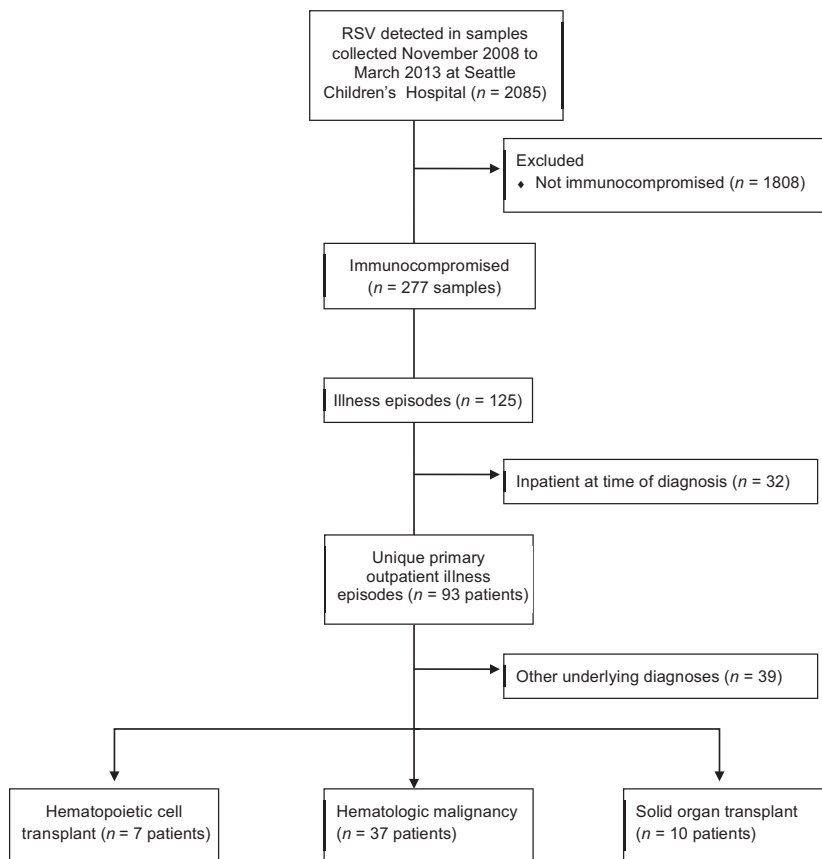 RSV detected in samples
collected November 2008 to
March 2013 at Seattle
Children’s Hospital (n = 2085)
Excluded
♦ Not immunocompromised (n = 1808)
Immunocompromised
(n = 277 samples)
Illness episodes (n = 125)
Inpatient at time of diagnosis (n = 32)
Unique primary
outpatient illness
episodes (n = 93 patients)
Other underlying diagnoses (n = 39)
Hematopoietic cell
transplant (n = 7 patients)
Hematologic malignancy
(n = 37 patients)
Solid organ transplant
(n = 10 patients)